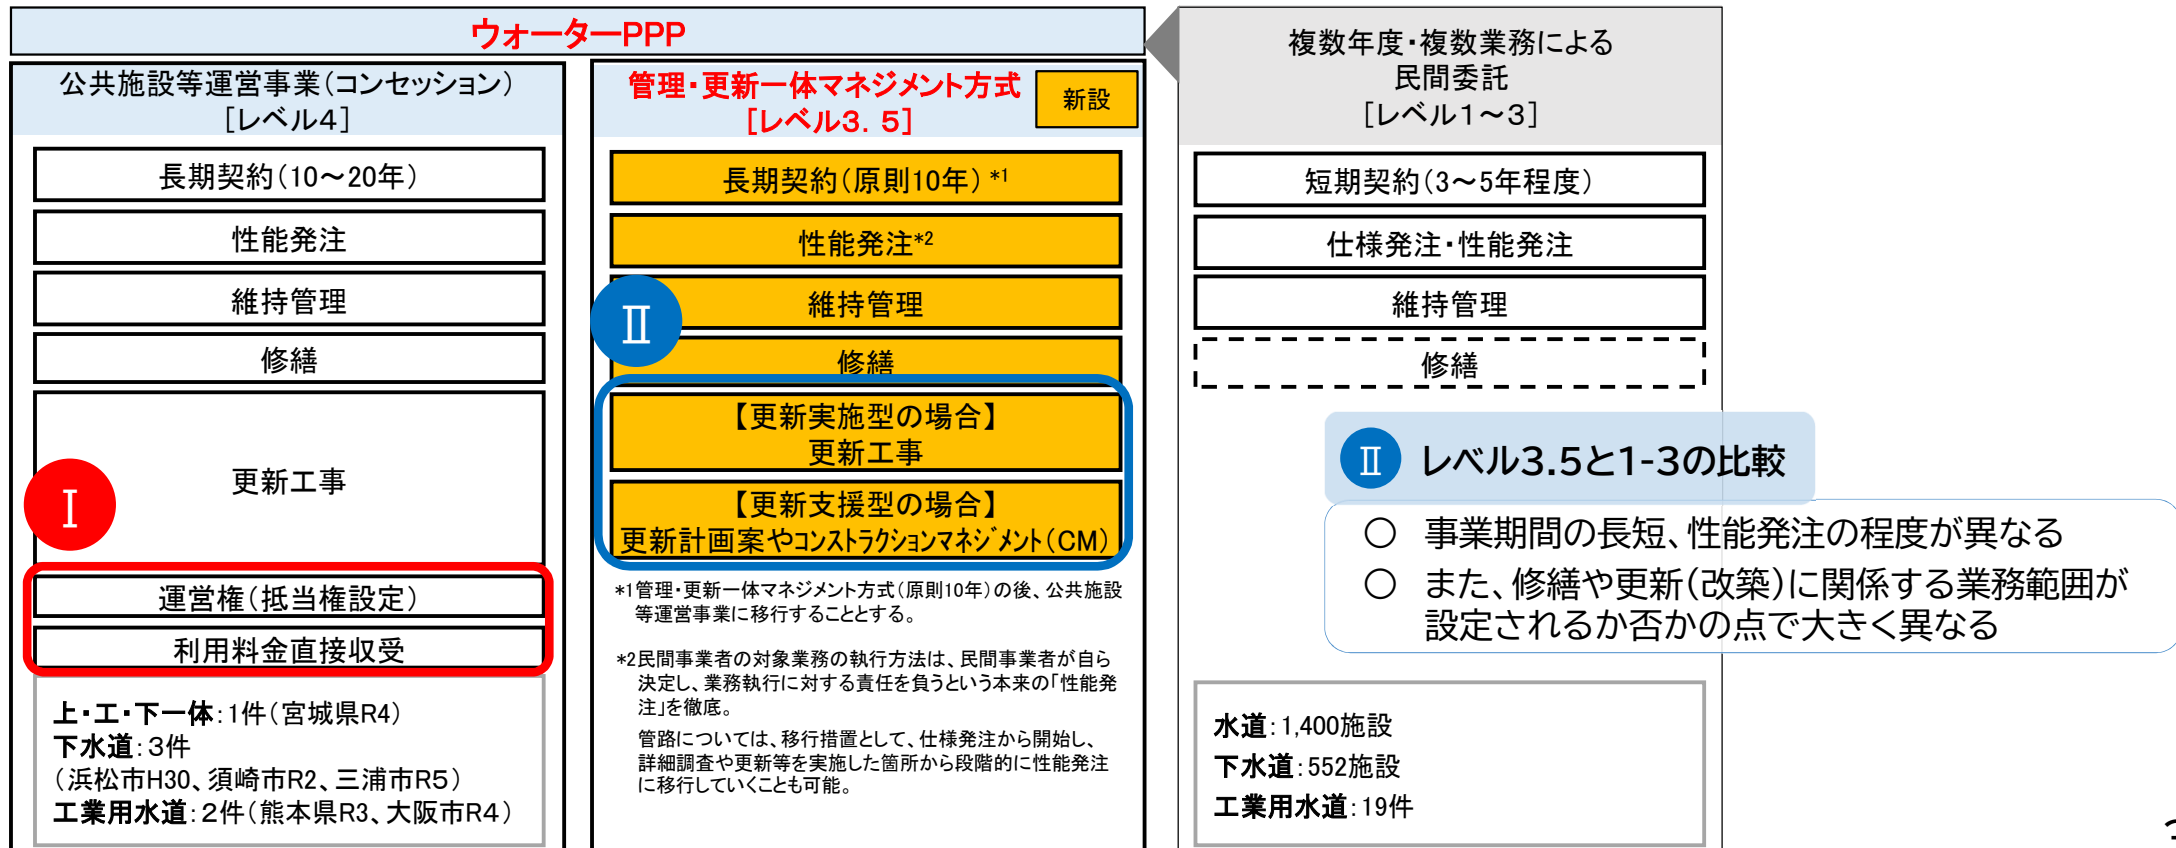 ウォーターPPP
公共施設等運営事業(コンセッション)
[レベル4]
長期契約(10～20年)
性能発注
維持管理
修繕
更新工事
Ⅰ
運営権(抵当権設定)
利用料金直接収受
上・工・下一体:1件(宮城県R4)
下水道:3件
(浜松市H30、須崎市R2、三浦市R5)
工業用水道:2件(熊本県R3、大阪市R4)
管理・更新一体マネジメント方式
[レベル3.5]
新設
長期契約(原則10年)*1
性能発注*2
維持管理
Ⅱ
修繕
【更新実施型の場合】
更新工事
【更新支援型の場合】
更新計画案やコンストラクションマネジメント(CM)
*1管理・更新一体マネジメント方式(原則10年)の後、公共施設
等運営事業に移行することとする。
*2民間事業者の対象業務の執行方法は、民間事業者が自ら
決定し、業務執行に対する責任を負うという本来の「性能発
注」を徹底。
管路については、移行措置として、仕様発注から開始し、
詳細調査や更新等を実施した箇所から段階的に性能発注
に移行していくことも可能。
複数年度・複数業務による
民間委託
[レベル1～3]
短期契約(3～5年程度)
仕様発注・性能発注
維持管理
修繕
Ⅱ レベル3.5と1-3の比較
○ 事業期間の長短、性能発注の程度が異なる
○ また、修繕や更新(改築)に関係する業務範囲が
設定されるか否かの点で大きく異なる
水道:1,400施設
下水道:552施設
工業用水道:19件